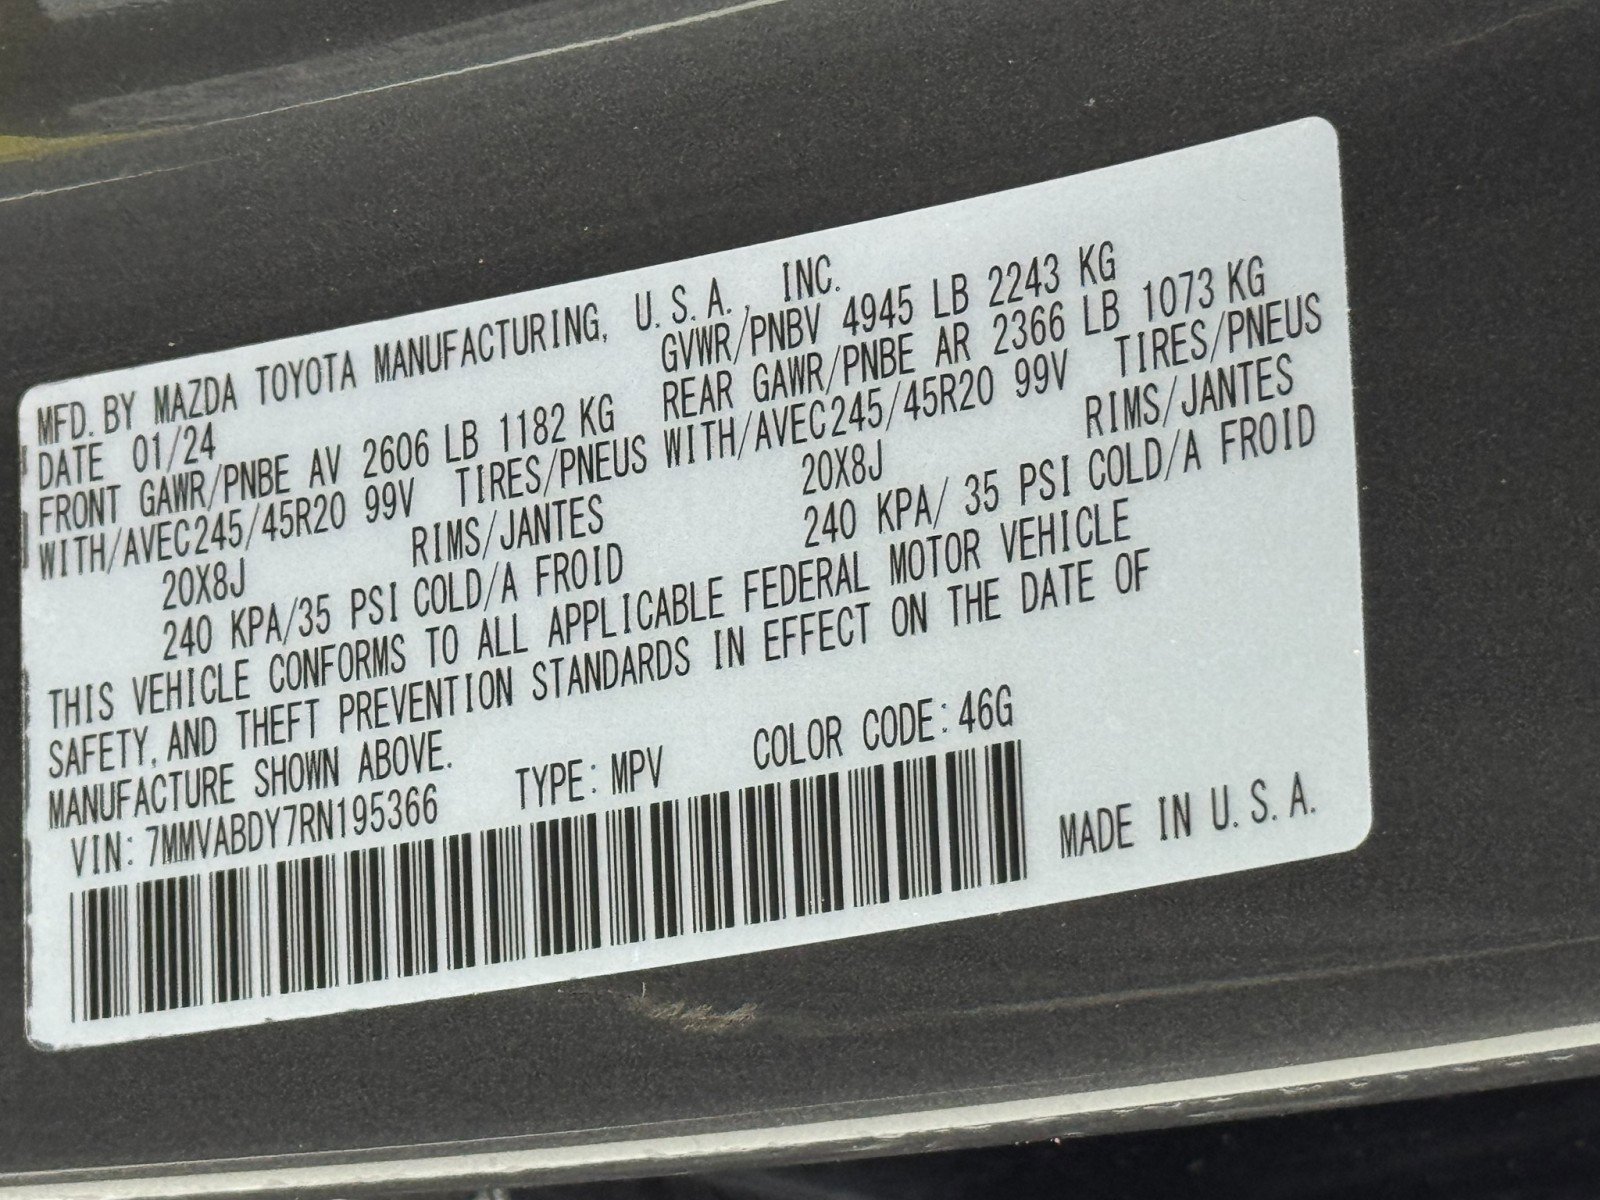 MFD. BY MAZDA TOYOTA MANUFACTURING, U.S.A., INC.
DATE 01/24 GVWR/PNBV 4945 LB 2243 KG
FRONT GAWR/PNBE AV 2606 LB 1182 KG REAR GAWR/PNBE AR 2366 LB 1073 KG
WITH/AVEC245/45R20 99V TIRES/PNEUS WITH/AVEC245/45R20 99V TIRES/PNEUS
20X8J RIMS/JANTES 20X8J RIMS/JANTES
240 KPA/35 PSI COLD/A FROID 240 KPA/ 35 PSI COLD/A FROID
THIS VEHICLE CONFORMS TO ALL APPLICABLE FEDERAL MOTOR VEHICLE
SAFETY, AND THEFT PREVENTION STANDARDS IN EFFECT ON THE DATE OF
MANUFACTURE SHOWN ABOVE.
VIN: 7MMVABDY7RN195366 TYPE: MPV COLOR CODE: 46G
MADE IN U.S.A.